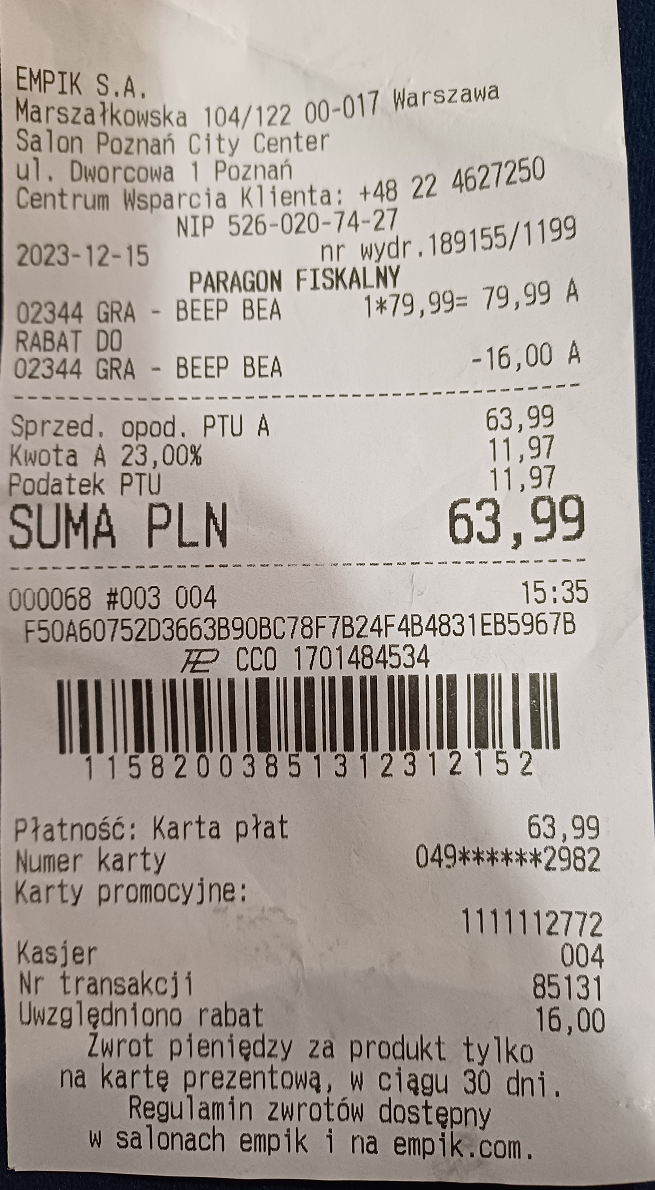 EMPIK S.A.
Marszałkowska 104/122 00-017 Warszawa
Salon Poznań City Center
ul. Dworcowa 1 Poznań
Centrum Wsparcia Klienta: +48 22 4627250
NIP 526-020-74-27
2023-12-15 nr wydr.189155/1199
PARAGON FISKALNY
02344 GRA - BEEP BEA 1*79,99= 79,99 A
RABAT DO
02344 GRA - BEEP BEA -16,00 A
Sprzed. opod. PTU A 63,99
Kwota A 23,00% 11,97
Podatek PTU 11,97
SUMA PLN 63,99
000068 #003 004 15:35
F50A60752D3663B90BC78F7B24F4B4831EB5967B
CCO 1701484534
11582003851312312152
Płatność: Karta płat 63,99
Numer karty 049******2982
Karty promocyjne:
1111112772
Kasjer 004
Nr transakcji 85131
Uwzględniono rabat 16,00
Zwrot pieniędzy za produkt tylko
na kartę prezentową, w ciągu 30 dni.
Regulamin zwrotów dostępny
w salonach empik i na empik.com.